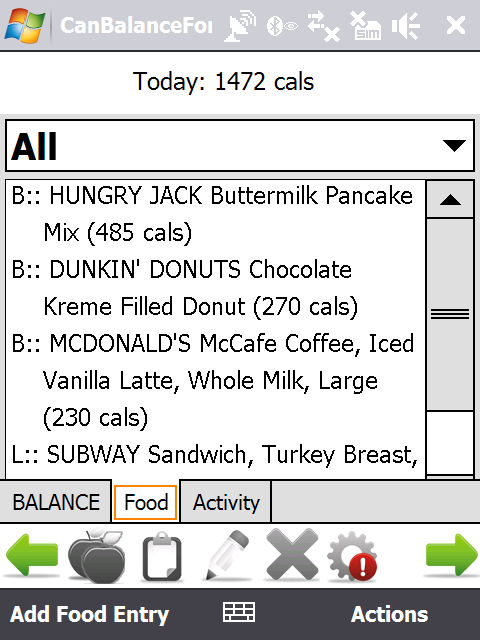 CanBalanceFor
Today: 1472 cals
All
B:: HUNGRY JACK Buttermilk Pancake
Mix (485 cals)
B:: DUNKIN' DONUTS Chocolate
Kreme Filled Donut (270 cals)
B:: MCDONALD'S McCafe Coffee, Iced
Vanilla Latte, Whole Milk, Large
(230 cals)
L:: SUBWAY Sandwich, Turkey Breast,
BALANCE Food Activity
Add Food Entry Actions